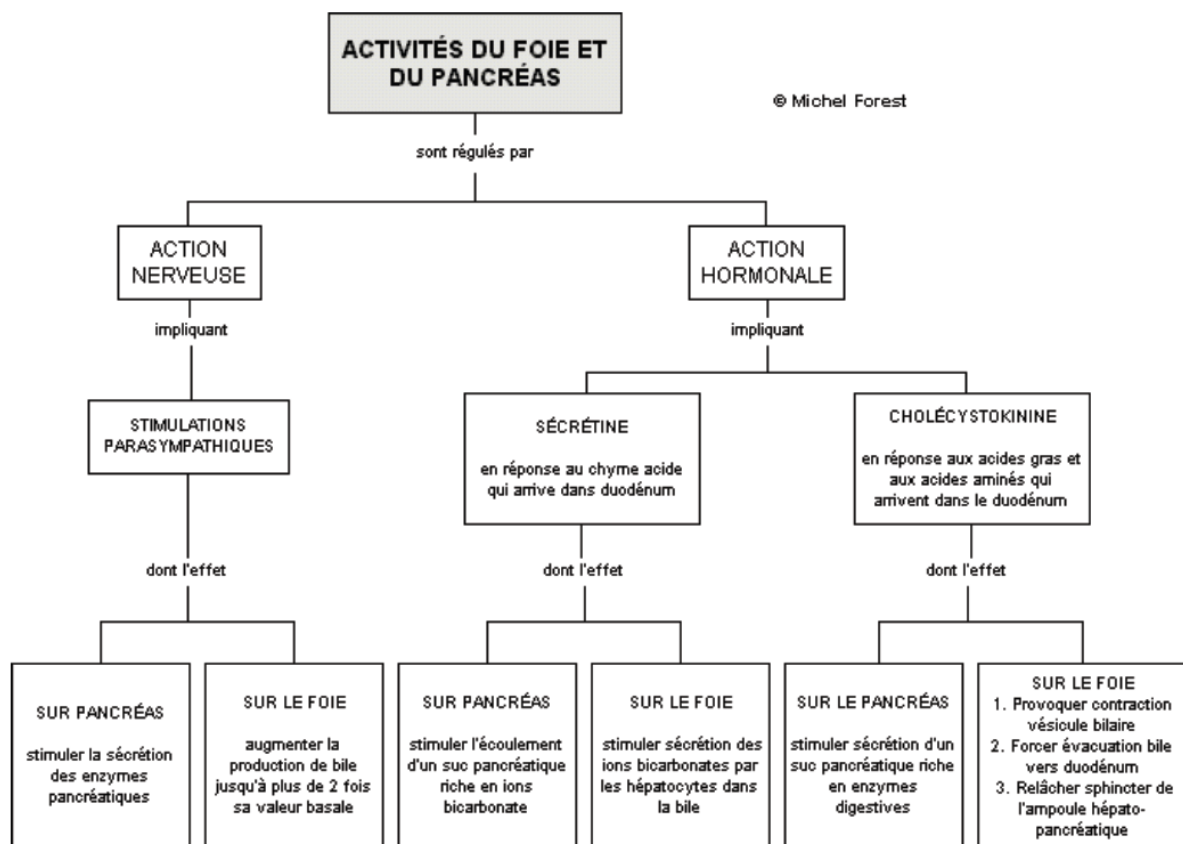 ACTIVITÉS DU FOIE ET
DU PANCRÉAS
© Michel Forest
sont régulés par
ACTION
NERVEUSE
ACTION
HORMONALE
impliquant
impliquant
STIMULATIONS
PARASYMPATHIQUES
SÉCRÉTINE
en réponse au chyme acide
qui arrive dans duodénum
CHOLÉCYSTOKININE
en réponse aux acides gras et
aux acides aminés qui
arrivent dans le duodénum
dont l'effet
dont l'effet
dont l'effet
SUR PANCRÉAS
stimuler la sécrétion
des enzymes
pancréatiques
SUR LE FOIE
augmenter la
production de bile
jusqu'à plus de 2 fois
sa valeur basale
SUR PANCRÉAS
stimuler l'écoulement
d'un suc pancréatique
riche en ions
bicarbonate
SUR LE FOIE
stimuler sécrétion des
ions bicarbonates par
les hépatocytes dans
la bile
SUR LE PANCRÉAS
stimuler sécrétion d'un
suc pancréatique riche
en enzymes
digestives
SUR LE FOIE
1. Provoquer contraction
vésicule bilaire
2. Forcer évacuation bile
vers duodénum
3. Relâcher sphincter de
l'ampoule hépato-
pancréatique